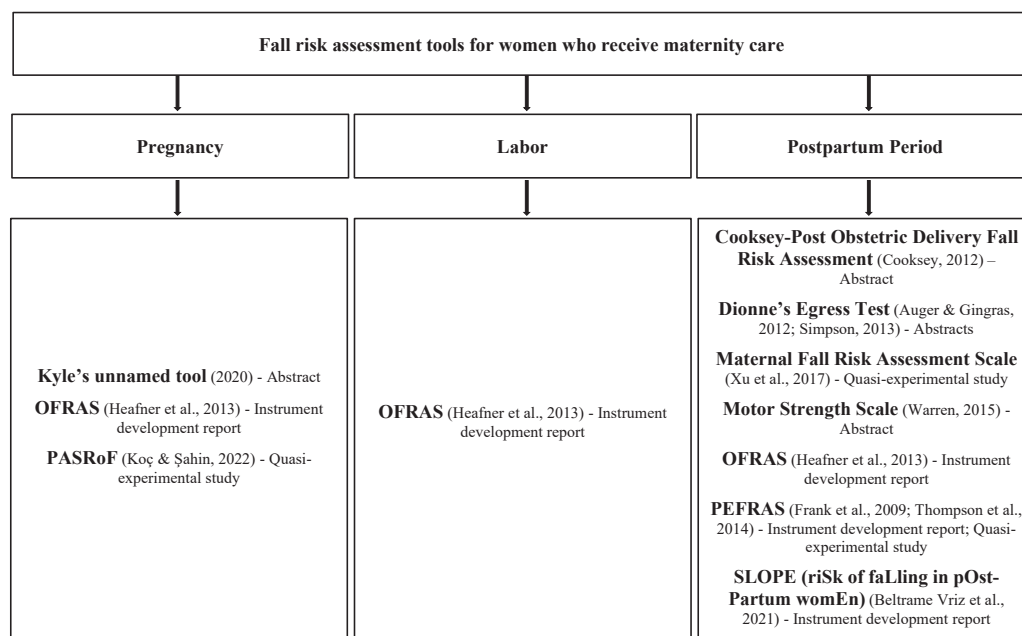 Fall risk assessment tools for women who receive maternity care
Pregnancy
Labor
Postpartum Period
Kyle's unnamed tool (2020) - Abstract
OFRAS (Heafner et al., 2013) - Instrument
development report
PASRoF (Koç & Şahin, 2022) - Quasi-
experimental study
OFRAS (Heafner et al., 2013) - Instrument
development report
Cooksey-Post Obstetric Delivery Fall
Risk Assessment (Cooksey, 2012) –
Abstract
Dionne's Egress Test (Auger & Gingras,
2012; Simpson, 2013) - Abstracts
Maternal Fall Risk Assessment Scale
(Xu et al., 2017) - Quasi-experimental study
Motor Strength Scale (Warren, 2015) -
Abstract
OFRAS (Heafner et al., 2013) - Instrument
development report
PEFRAS (Frank et al., 2009; Thompson et al.,
2014) - Instrument development report; Quasi-
experimental study
SLOPE (riSk of faLling in pOst-
Partum womEn) (Beltrame Vriz et al.,
2021) - Instrument development report